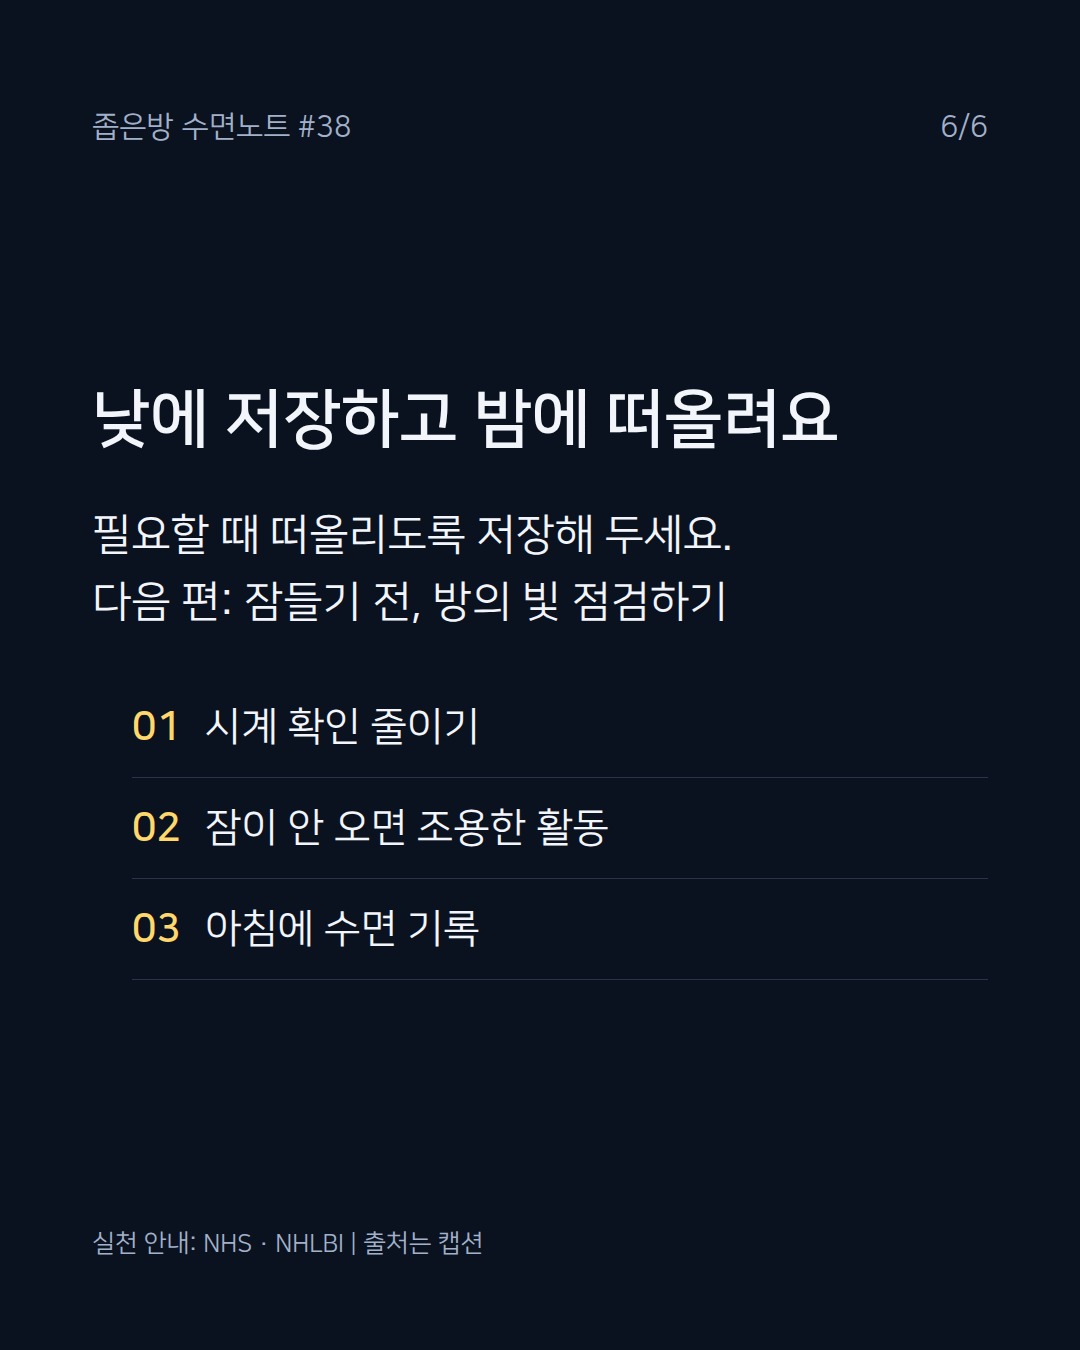 좁은방 수면노트 #38
6/6
낮에 저장하고 밤에 떠올려요
필요할 때 떠올리도록 저장해 두세요.
다음 편: 잠들기 전, 방의 빛 점검하기
01 시계 확인 줄이기
02 잠이 안 오면 조용한 활동
03 아침에 수면 기록
실천 안내: NHS · NHLBI | 출처는 캡션